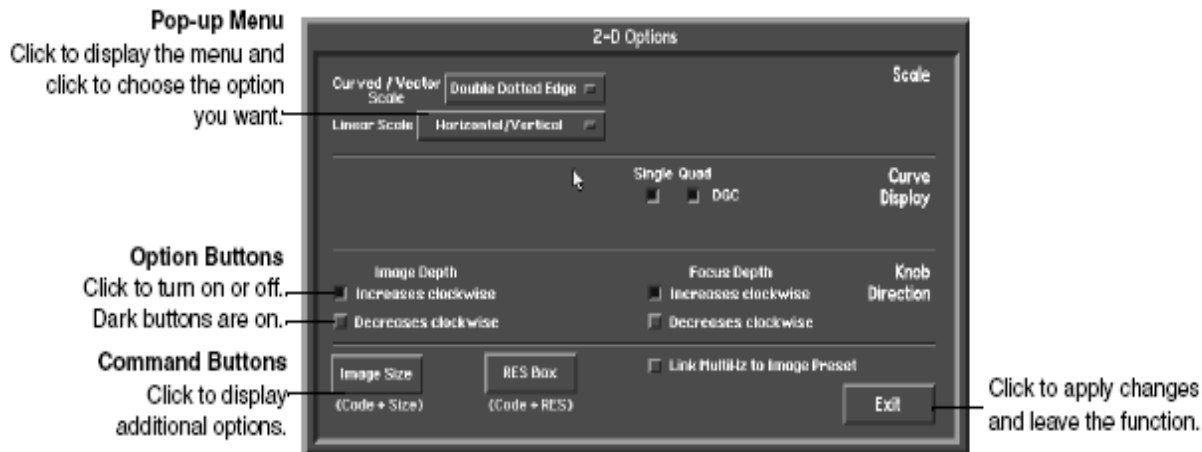 Pop-up Menu
Click to display the menu and
click to choose the option
you want.
2-D Options
Curved / Vector
Scale
Double Dotted Edge
Scale
Linear Scale
Horizontal/Vertical
Single Quad
DGC
Curve
Display
Option Buttons
Click to turn on or off.
Dark buttons are on.
Image Depth
Increases clockwise
Decreases clockwise
Focus Depth
Increases clockwise
Decreases clockwise
Knob
Direction
Command Buttons
Click to display
additional options.
Image Size
(Code + Size)
RES Box
(Code + RES)
Link MultiHz to Image Preset
Exit
Click to apply changes
and leave the function.